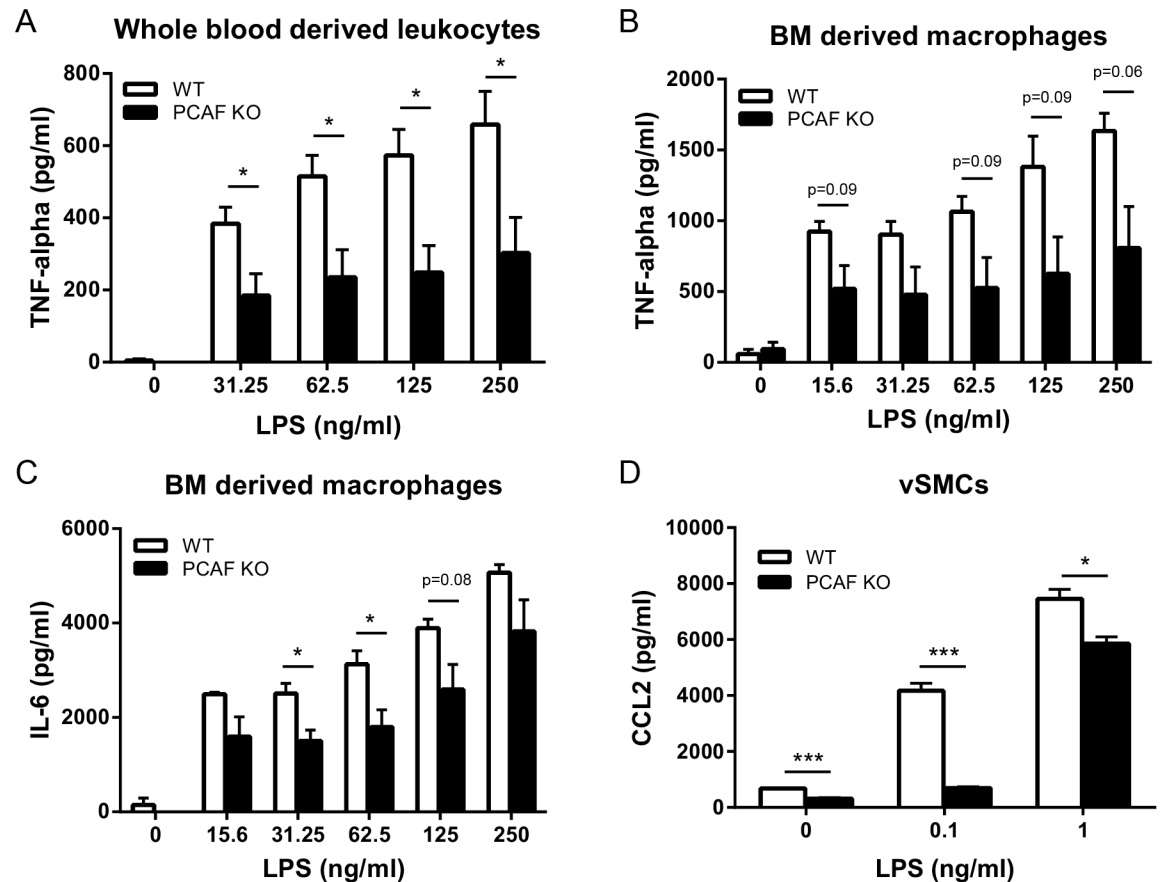 A
Whole blood derived leukocytes
TNF-alpha (pg/ml)
800
600
400
200
0
WT
PCAF KO
*
*
*
*
0 31.25 62.5 125 250
LPS (ng/ml)
B
BM derived macrophages
TNF-alpha (pg/ml)
2000
1500
1000
500
0
WT
PCAF KO
p=0.09
p=0.09
p=0.09
p=0.06
0 15.6 31.25 62.5 125 250
LPS (ng/ml)
C
BM derived macrophages
IL-6 (pg/ml)
6000
4000
2000
0
WT
PCAF KO
*
*
p=0.08
0 15.6 31.25 62.5 125 250
LPS (ng/ml)
D
vSMCs
CCL2 (pg/ml)
10000
8000
6000
4000
2000
0
WT
PCAF KO
***
***
*
0 0.1 1
LPS (ng/ml)